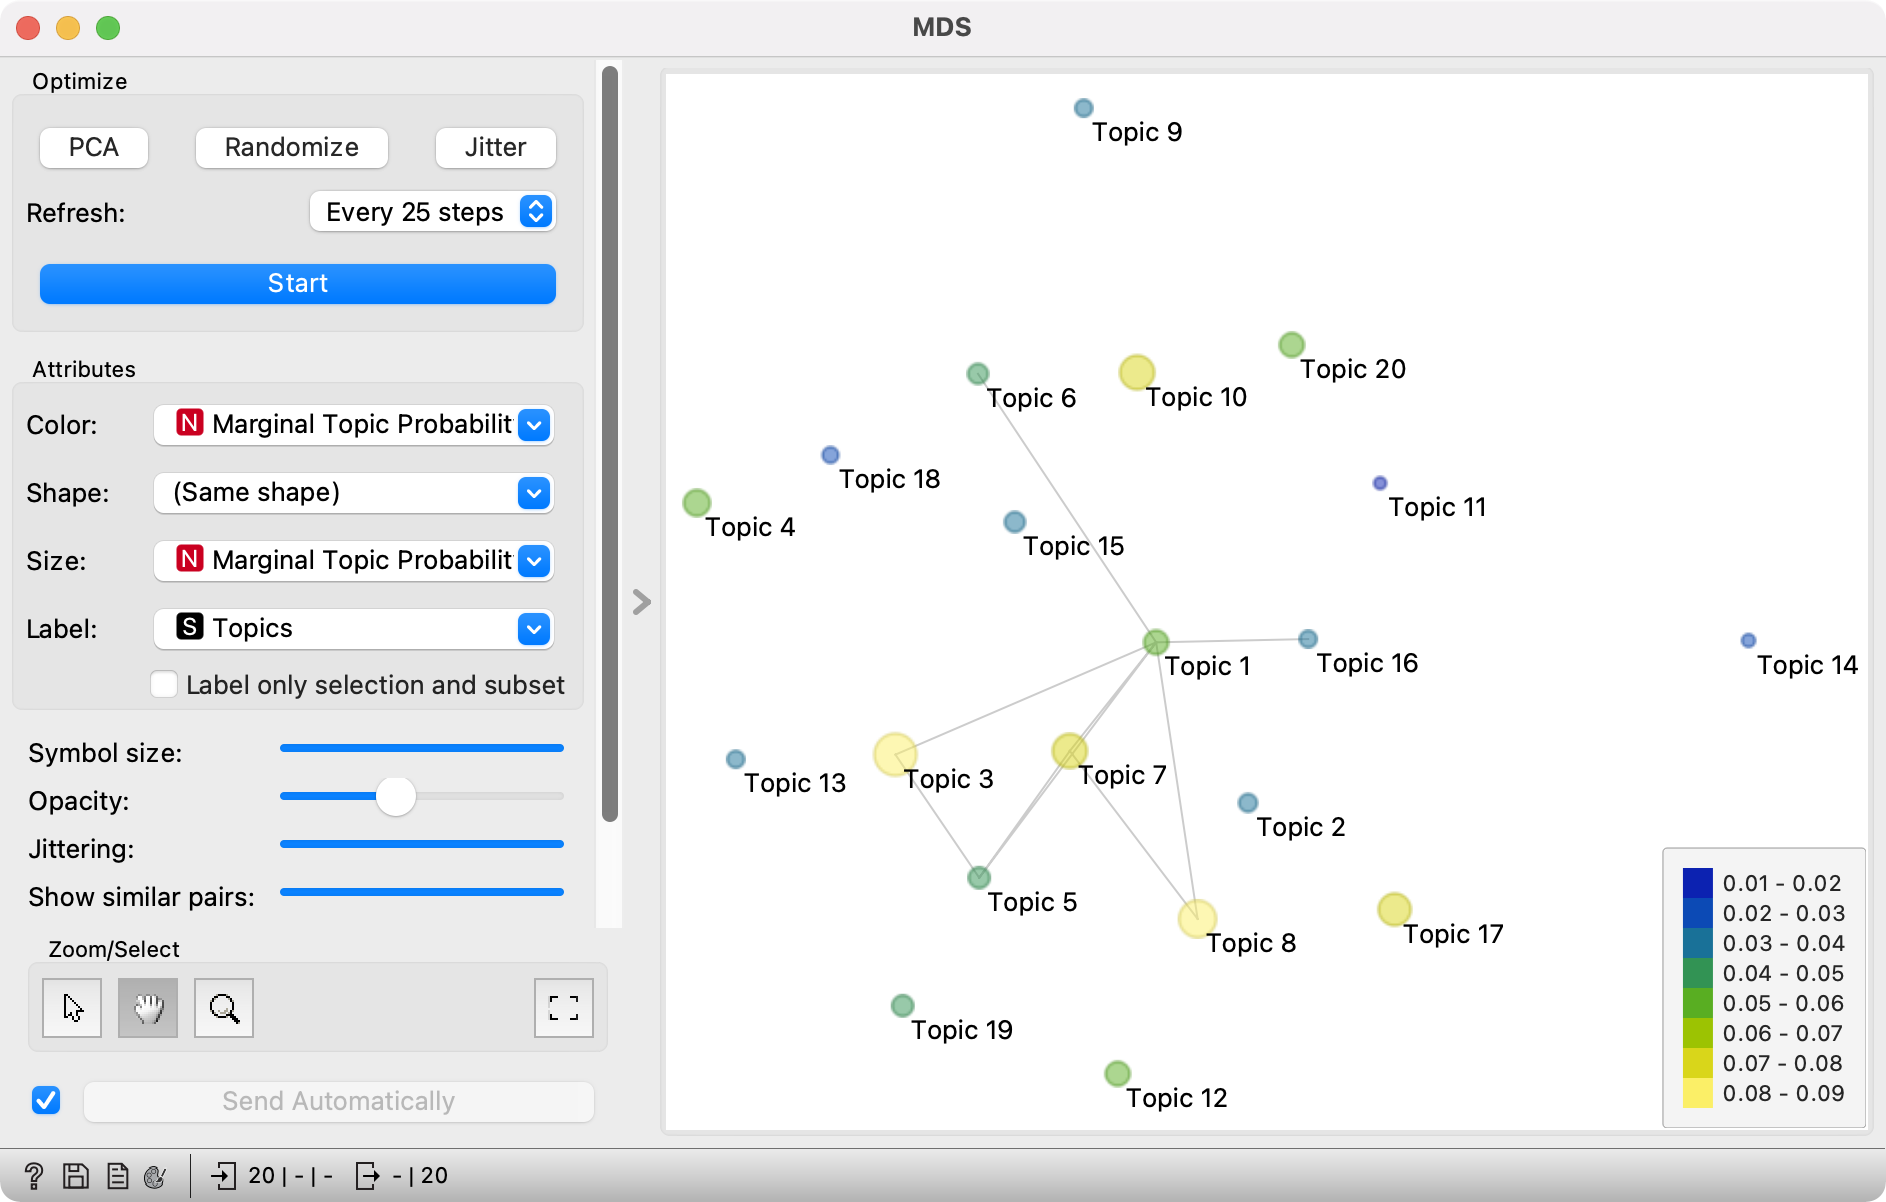 MDS
Optimize
PCA
Randomize
Jitter
Refresh:
Every 25 steps
Start
Attributes
Color:
N Marginal Topic Probabilit
Shape:
(Same shape)
Size:
N Marginal Topic Probabilit
Label:
S Topics
Label only selection and subset
Symbol size:
Opacity:
Jittering:
Show similar pairs:
Zoom/Select
Send Automatically
? 20 | - | - - | 20
Topic 9
Topic 20
Topic 6
Topic 10
Topic 18
Topic 11
Topic 4
Topic 15
Topic 1
Topic 16
Topic 14
Topic 13
Topic 3
Topic 7
Topic 2
Topic 5
Topic 8
Topic 17
Topic 19
Topic 12
0.01 - 0.02
0.02 - 0.03
0.03 - 0.04
0.04 - 0.05
0.05 - 0.06
0.06 - 0.07
0.07 - 0.08
0.08 - 0.09